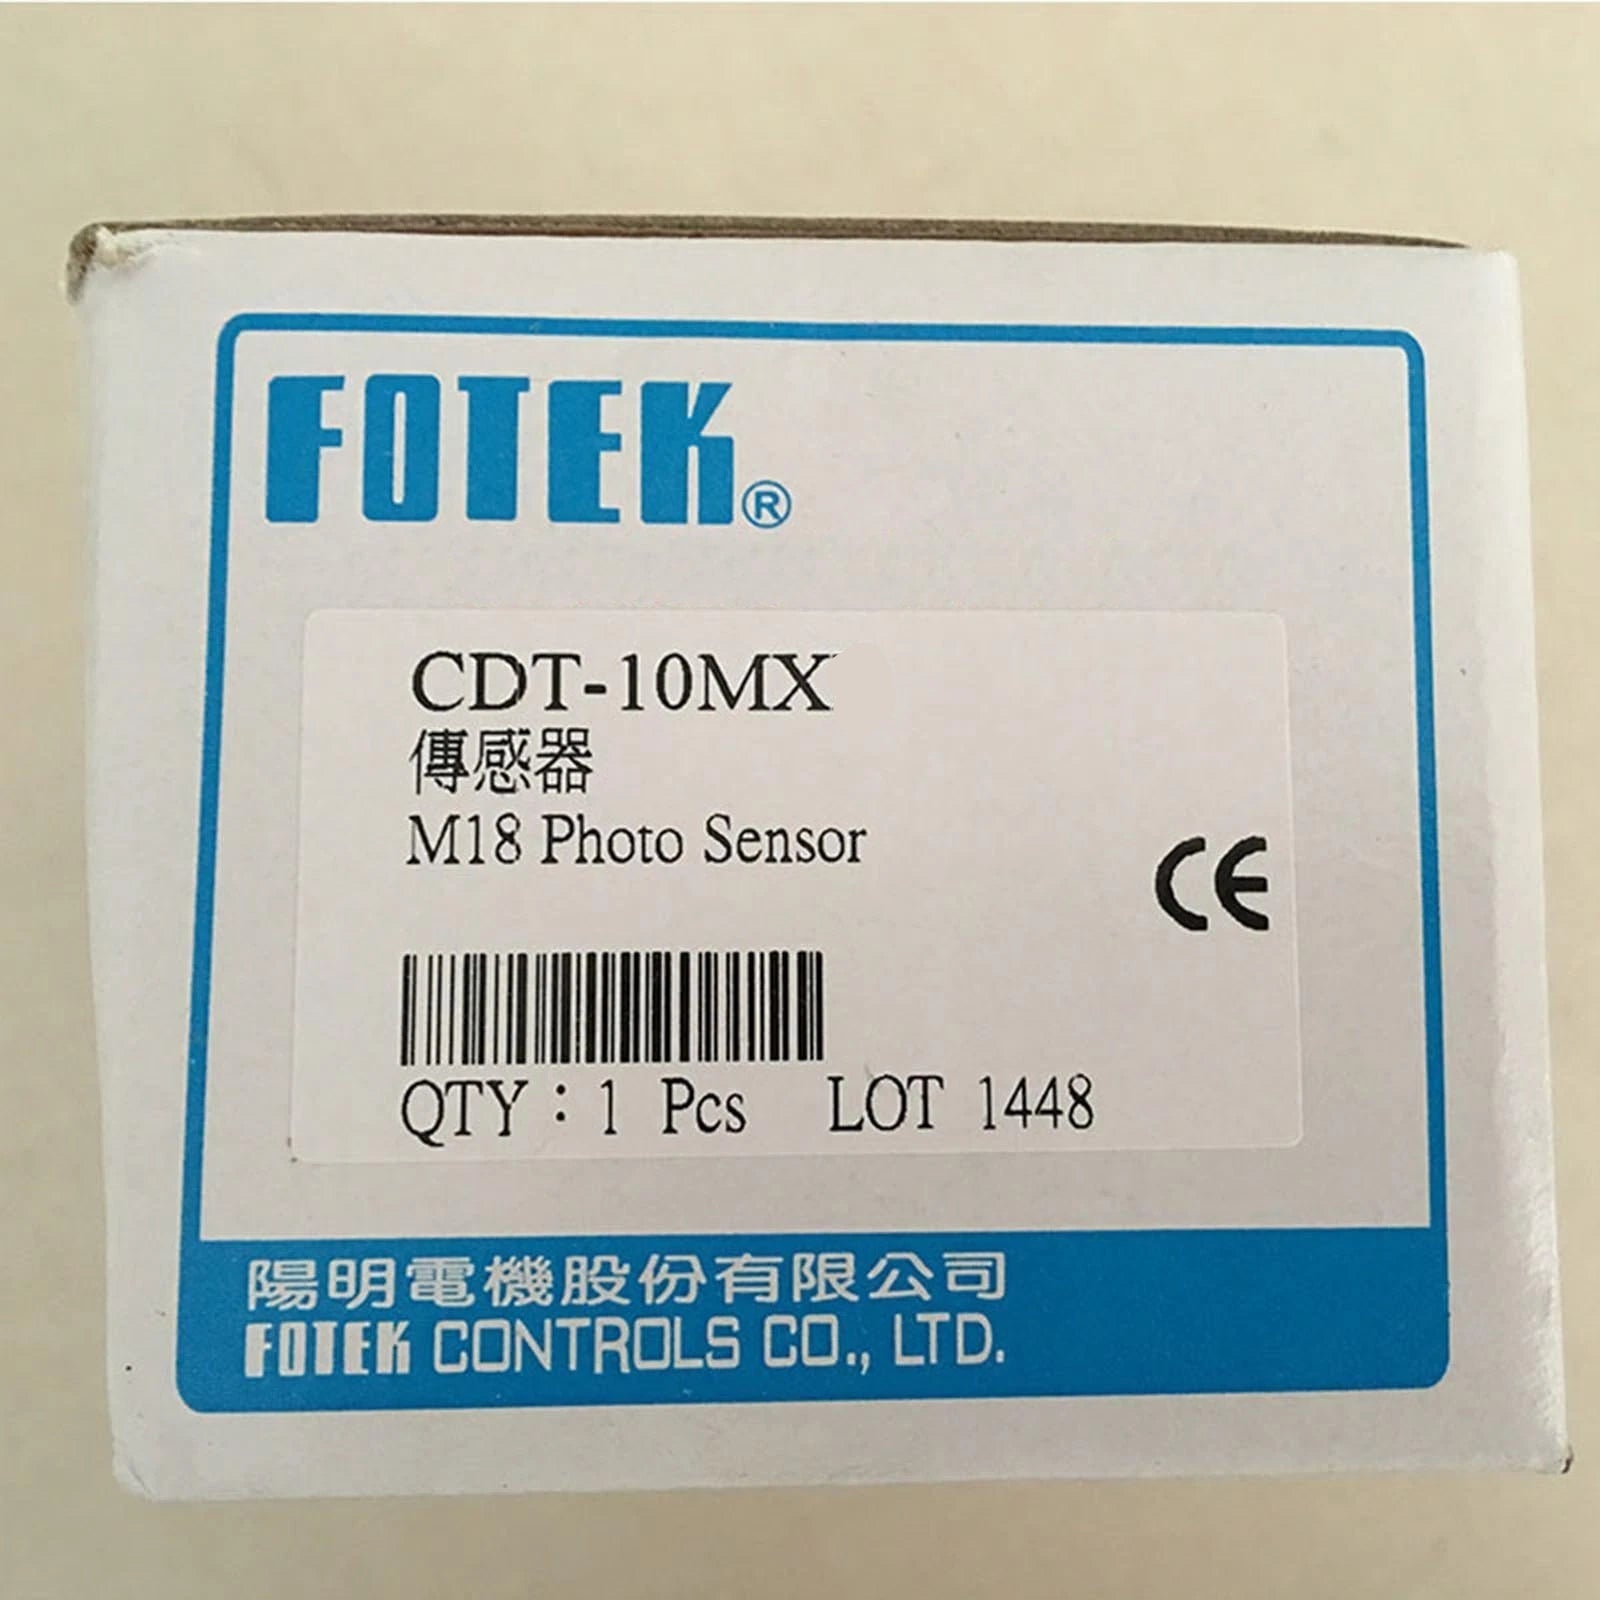 FOTEK®
CDT-10MX
傳感器
M18 Photo Sensor
CE
QTY : 1 Pcs LOT 1448
陽明電機股份有限公司
FOTEK CONTROLS CO., LTD.